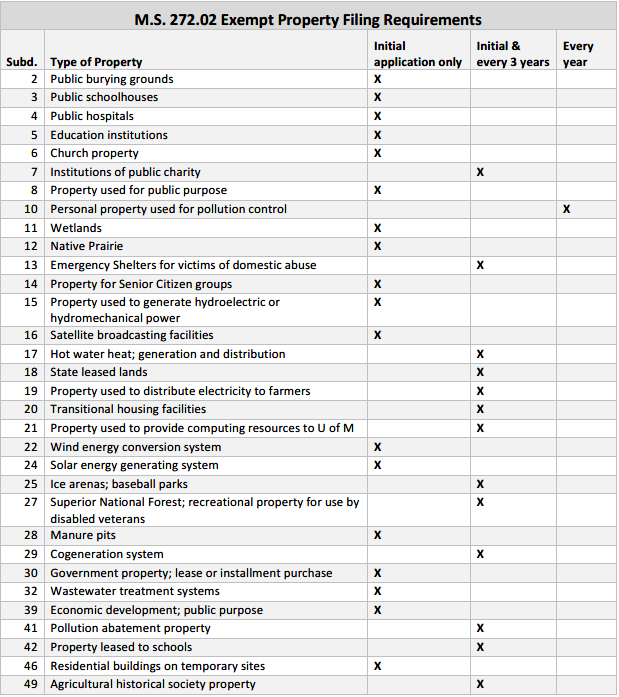 M.S. 272.02 Exempt Property Filing Requirements
Subd. Type of Property Initial application only Initial & every 3 years Every year
2 Public burying grounds X
3 Public schoolhouses X
4 Public hospitals X
5 Education institutions X
6 Church property X
7 Institutions of public charity X
8 Property used for public purpose X
10 Personal property used for pollution control X
11 Wetlands X
12 Native Prairie X
13 Emergency Shelters for victims of domestic abuse X
14 Property for Senior Citizen groups X
15 Property used to generate hydroelectric or X
hydromechanical power
16 Satellite broadcasting facilities X
17 Hot water heat; generation and distribution X
18 State leased lands X
19 Property used to distribute electricity to farmers X
20 Transitional housing facilities X
21 Property used to provide computing resources to U of M X
22 Wind energy conversion system X
24 Solar energy generating system X
25 Ice arenas; baseball parks X
27 Superior National Forest; recreational property for use by X
disabled veterans
28 Manure pits X
29 Cogeneration system X
30 Government property; lease or installment purchase X
32 Wastewater treatment systems X
39 Economic development; public purpose X
41 Pollution abatement property X
42 Property leased to schools X
46 Residential buildings on temporary sites X
49 Agricultural historical society property X